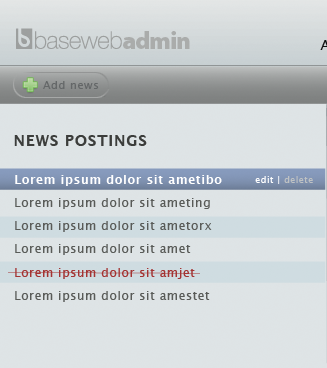 basewebadmin
A
Add news
NEWS POSTINGS
Lorem ipsum dolor sit ametibo
edit | delete
Lorem ipsum dolor sit ameting
Lorem ipsum dolor sit ametorx
Lorem ipsum dolor sit amet
Lorem ipsum dolor sit amjet
Lorem ipsum dolor sit amestet